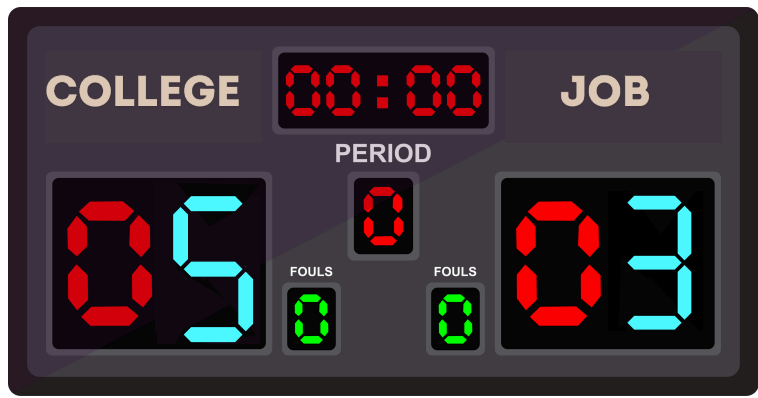 COLLEGE 00:00 JOB
PERIOD
05 0 03
FOULS FOULS
0 0